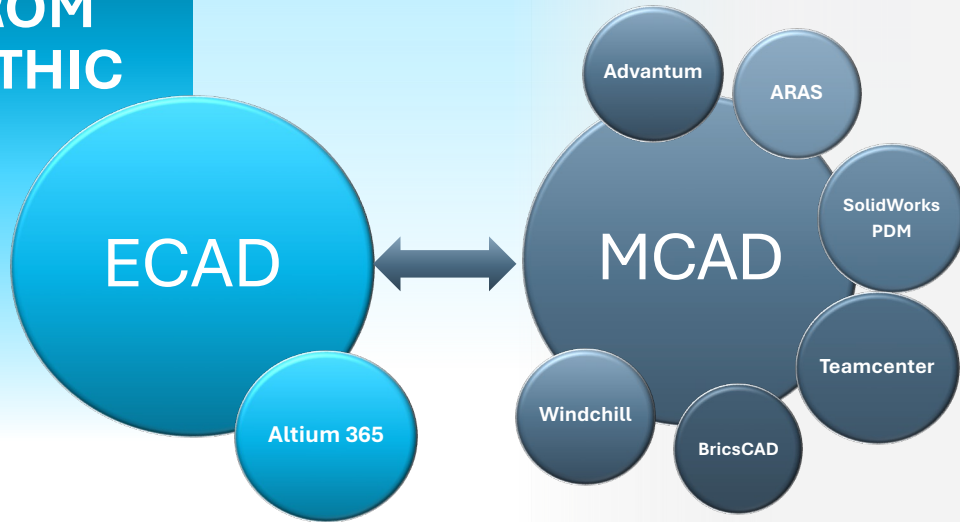 Advantum
ARAS
ECAD
MCAD
SolidWorks
PDM
Teamcenter
Windchill
BricsCAD
Altium 365